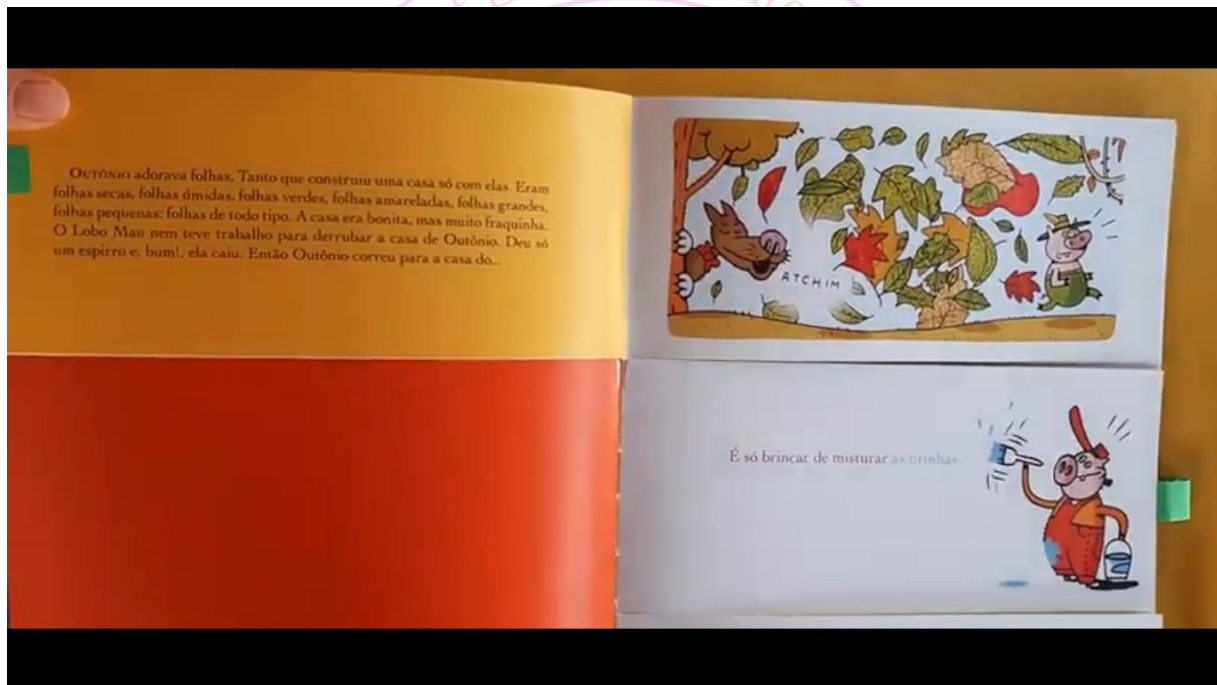 OUTÔNIO adorava folhas. Tanto que construiu uma casa só com elas. Eram
folhas secas, folhas úmidas, folhas verdes, folhas amareladas, folhas grandes,
folhas pequenas: folhas de todo tipo. A casa era bonita, mas muito fraquinha.
O Lobo Mau nem teve trabalho para derrubar a casa de Outônio. Deu só
um espirro e, bum!, ela caiu. Então Outônio correu para a casa do...
ATCHIM
É só brincar de misturar as tirinhas.